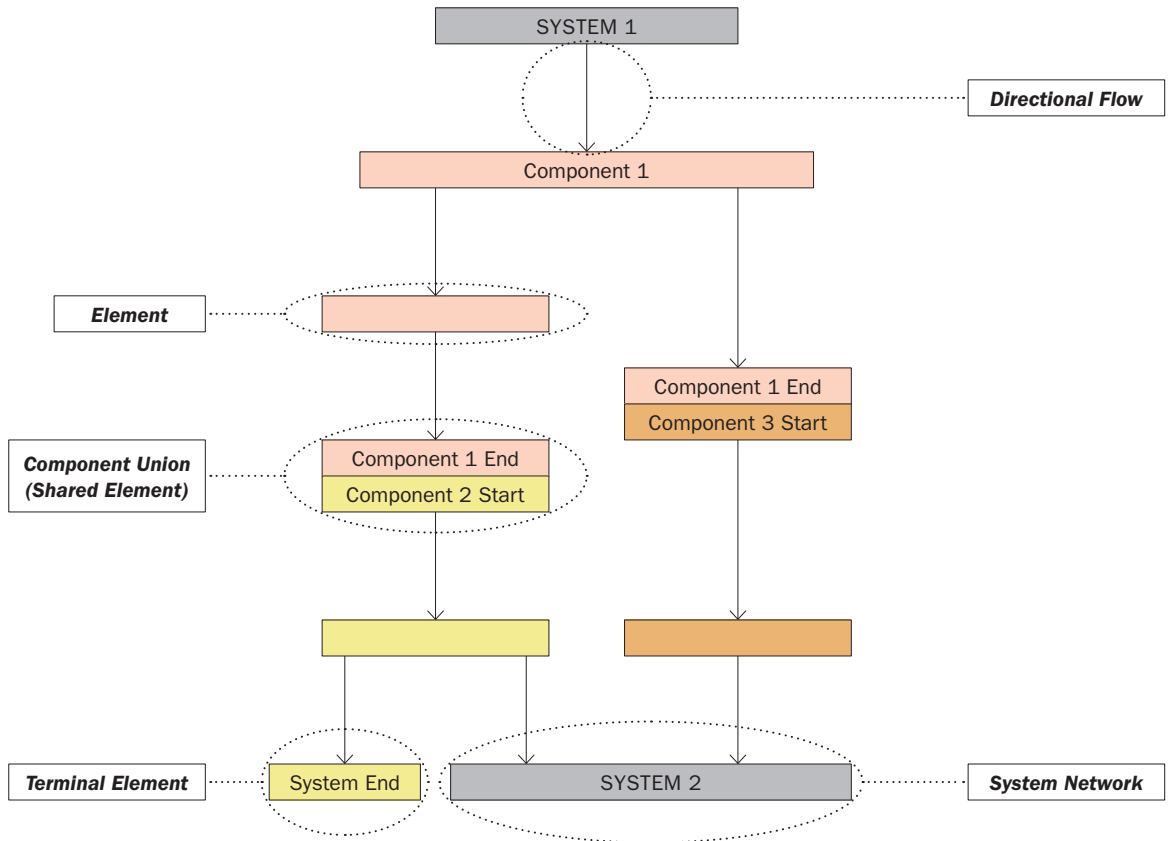 SYSTEM 1
Directional Flow
Component 1
Element
Component 1 End
Component 3 Start
Component Union
(Shared Element)
Component 1 End
Component 2 Start
Terminal Element
System End
SYSTEM 2
System Network